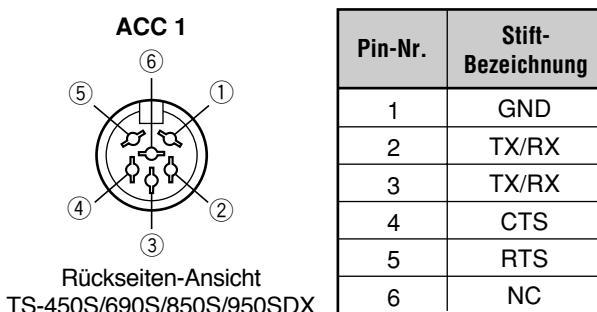 ACC 1
⑥
⑤ ①
④ ②
③
Rückseiten-Ansicht
TS-450S/690S/850S/950SDX
Pin-Nr. Stift-Bezeichnung
1 GND
2 TX/RX
3 TX/RX
4 CTS
5 RTS
6 NC